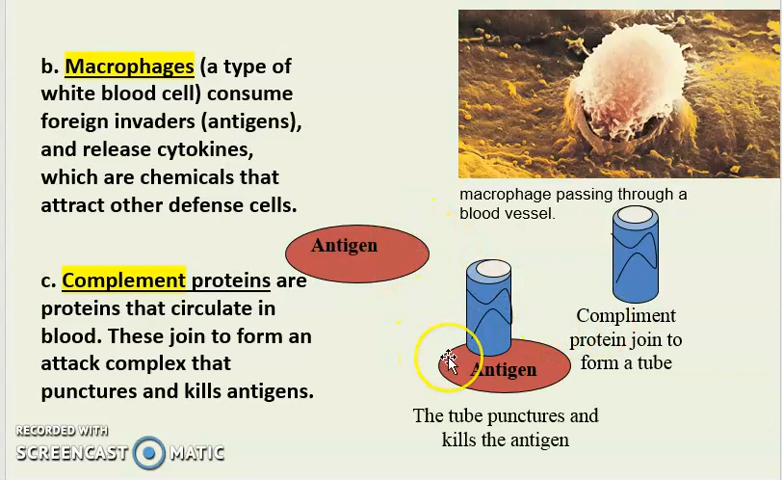 b. Macrophages (a type of
white blood cell) consume
foreign invaders (antigens),
and release cytokines,
which are chemicals that
attract other defense cells.
macrophage passing through a
blood vessel.
Antigen
c. Complement proteins are
proteins that circulate in
blood. These join to form an
attack complex that
punctures and kills antigens.
Compliment
protein join to
form a tube
Antigen
The tube punctures and
kills the antigen
RECORDED WITH
SCREENCAST MATIC